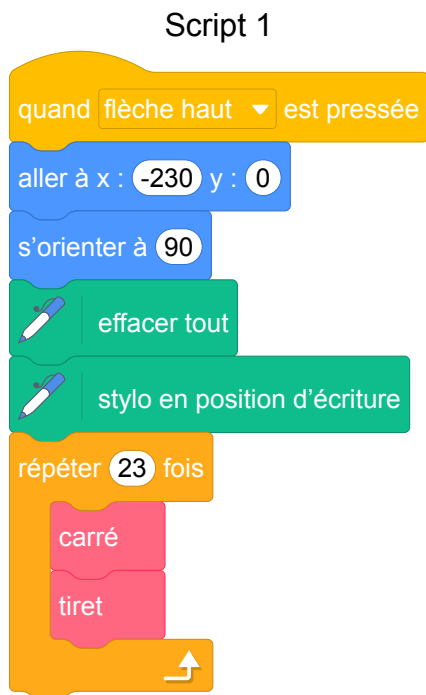 Script 1
quand flèche haut est pressée
aller à x : -230 y : 0
s’orienter à 90
effacer tout
stylo en position d’écriture
répéter 23 fois
carré
tiret